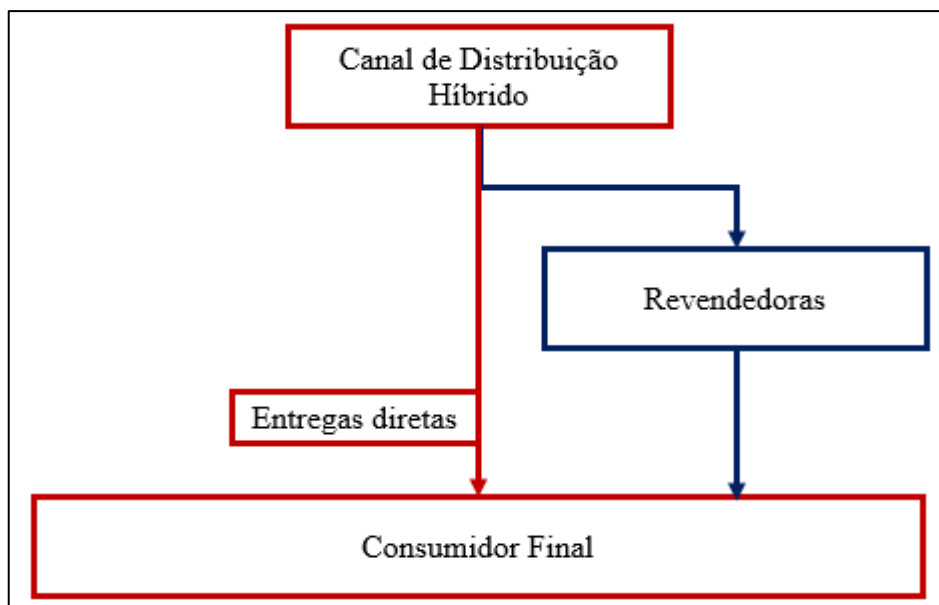 Canal de Distribuição
Híbrido
Revendedoras
Entregas diretas
Consumidor Final